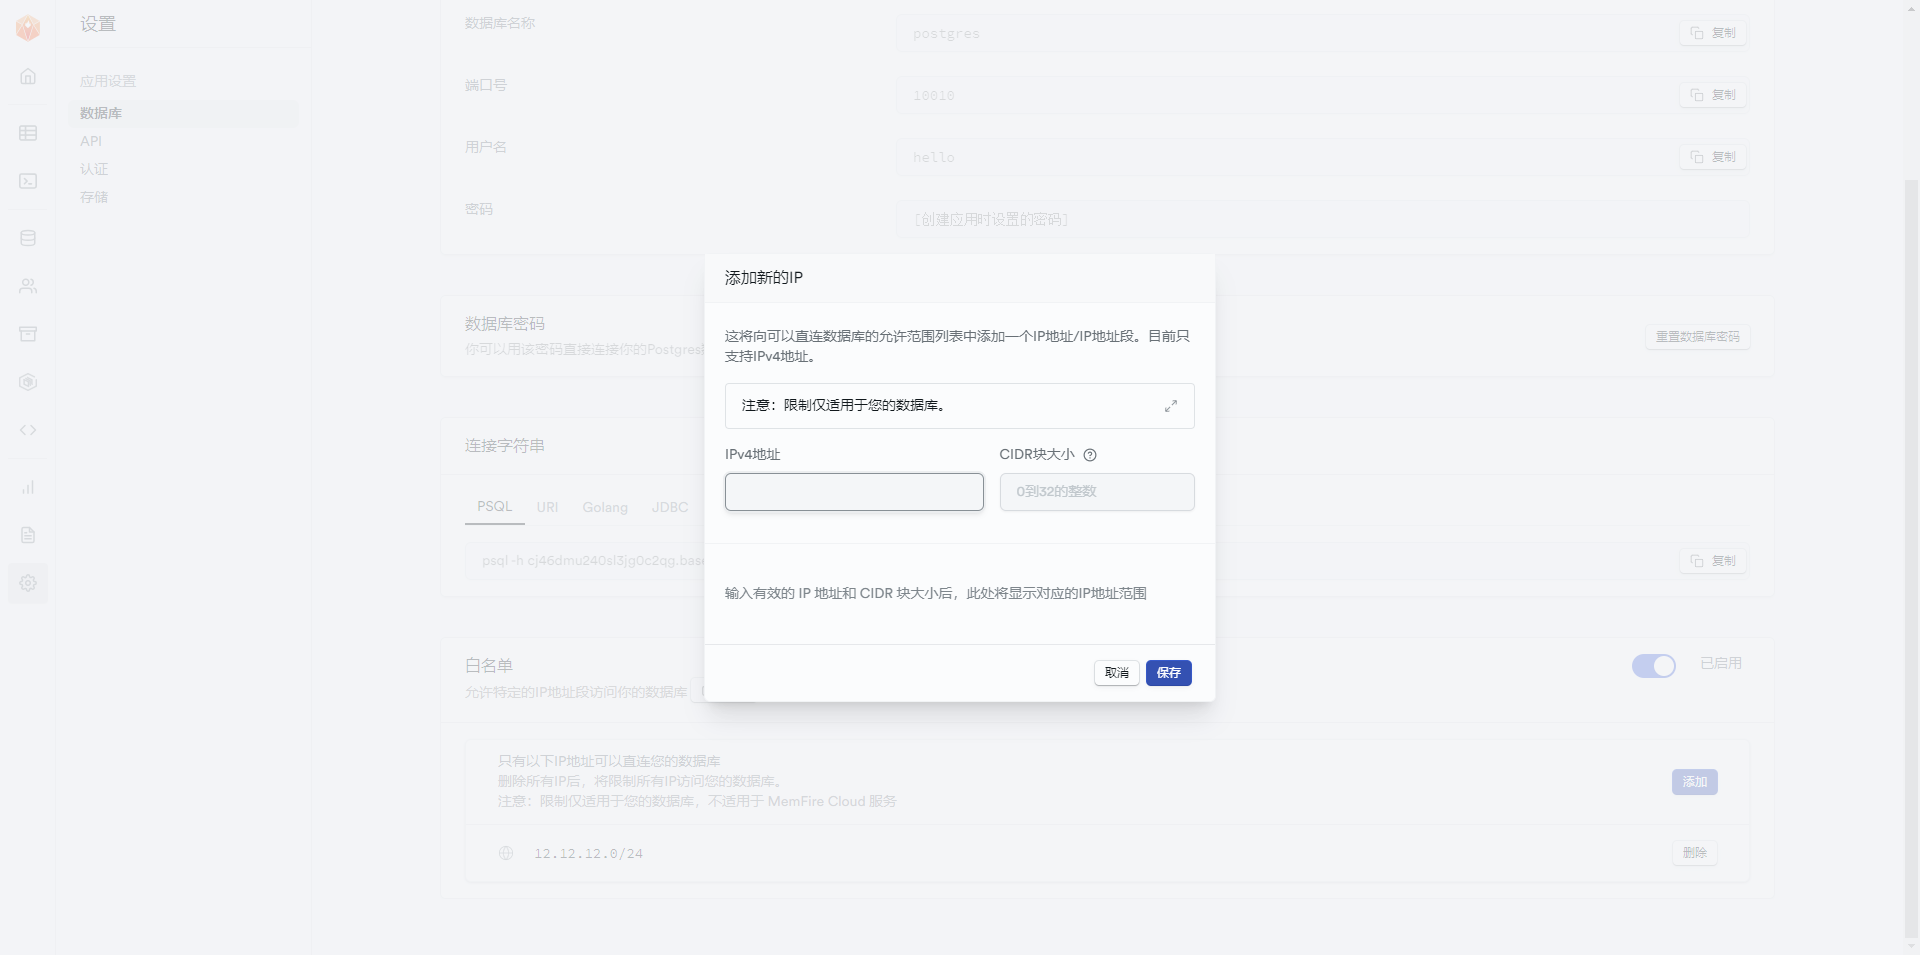 设置
应用设置
数据库
API
认证
存储
数据库名称
postgres
复制
端口号
10010
复制
用户名
hello
复制
密码
[创建应用时设置的密码]
数据库密码
你可以用该密码直接连接你的Postgres
重置数据库密码
连接字符串
PSQL
URI
Golang
JDBC
psql -h cj46dmu240sl3jg0c2qg.base
复制
白名单
允许特定的IP地址段访问你的数据库
已启用
只有以下IP地址可以直连您的数据库
删除所有IP后，将限制所有IP访问您的数据库。
注意：限制仅适用于您的数据库，不适用于 MemFire Cloud 服务
添加
12.12.12.0/24
删除
添加新的IP
这将向可以直连数据库的允许范围列表中添加一个IP地址/IP地址段。目前只
支持IPv4地址。
注意：限制仅适用于您的数据库。
IPv4地址
CIDR块大小
0到32的整数
输入有效的 IP 地址和 CIDR 块大小后，此处将显示对应的IP地址范围
取消
保存